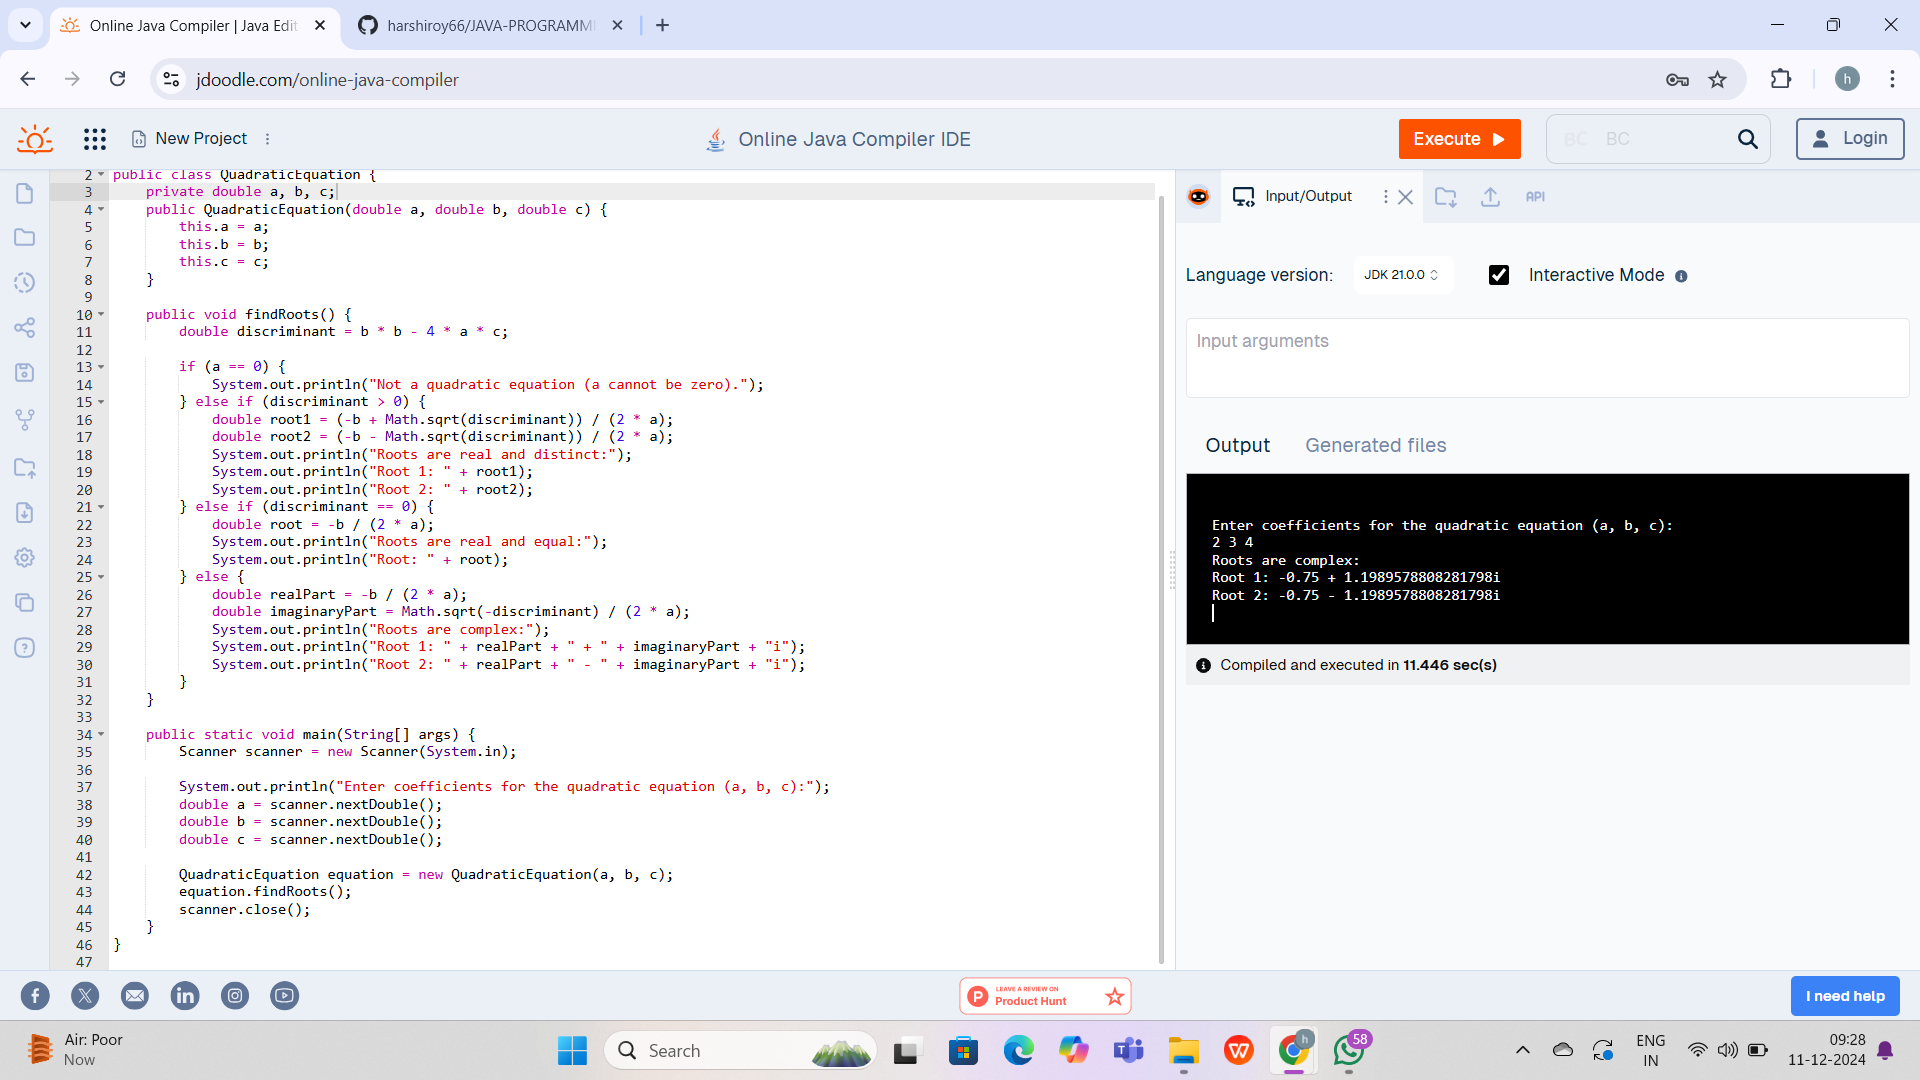 Online Java Compiler | Java Edit
harshiroy66/JAVA-PROGRAMMI
jdoodle.com/online-java-compiler
h
New Project
Online Java Compiler IDE
Execute
BC BC
Login
2 public class QuadraticEquation {
3 private double a, b, c;
4 public QuadraticEquation(double a, double b, double c) {
5 this.a = a;
6 this.b = b;
7 this.c = c;
8 }
9
10 public void findRoots() {
11 double discriminant = b * b - 4 * a * c;
12
13 if (a == 0) {
14 System.out.println("Not a quadratic equation (a cannot be zero).");
15 } else if (discriminant > 0) {
16 double root1 = (-b + Math.sqrt(discriminant)) / (2 * a);
17 double root2 = (-b - Math.sqrt(discriminant)) / (2 * a);
18 System.out.println("Roots are real and distinct:");
19 System.out.println("Root 1: " + root1);
20 System.out.println("Root 2: " + root2);
21 } else if (discriminant == 0) {
22 double root = -b / (2 * a);
23 System.out.println("Roots are real and equal:");
24 System.out.println("Root: " + root);
25 } else {
26 double realPart = -b / (2 * a);
27 double imaginaryPart = Math.sqrt(-discriminant) / (2 * a);
28 System.out.println("Roots are complex:");
29 System.out.println("Root 1: " + realPart + " + " + imaginaryPart + "i");
30 System.out.println("Root 2: " + realPart + " - " + imaginaryPart + "i");
31 }
32 }
33
34 public static void main(String[] args) {
35 Scanner scanner = new Scanner(System.in);
36
37 System.out.println("Enter coefficients for the quadratic equation (a, b, c):");
38 double a = scanner.nextDouble();
39 double b = scanner.nextDouble();
40 double c = scanner.nextDouble();
41
42 QuadraticEquation equation = new QuadraticEquation(a, b, c);
43 equation.findRoots();
44 scanner.close();
45 }
46 }
47
Input/Output
API
Language version:
JDK 21.0.0
Interactive Mode
Input arguments
Output
Generated files
Enter coefficients for the quadratic equation (a, b, c):
2 3 4
Roots are complex:
Root 1: -0.75 + 1.1989578808281798i
Root 2: -0.75 - 1.1989578808281798i
Compiled and executed in 11.446 sec(s)
LEAVE A REVIEW ON
Product Hunt
I need help
Air: Poor
Now
Search
h
58
ENG
IN
09:28
11-12-2024